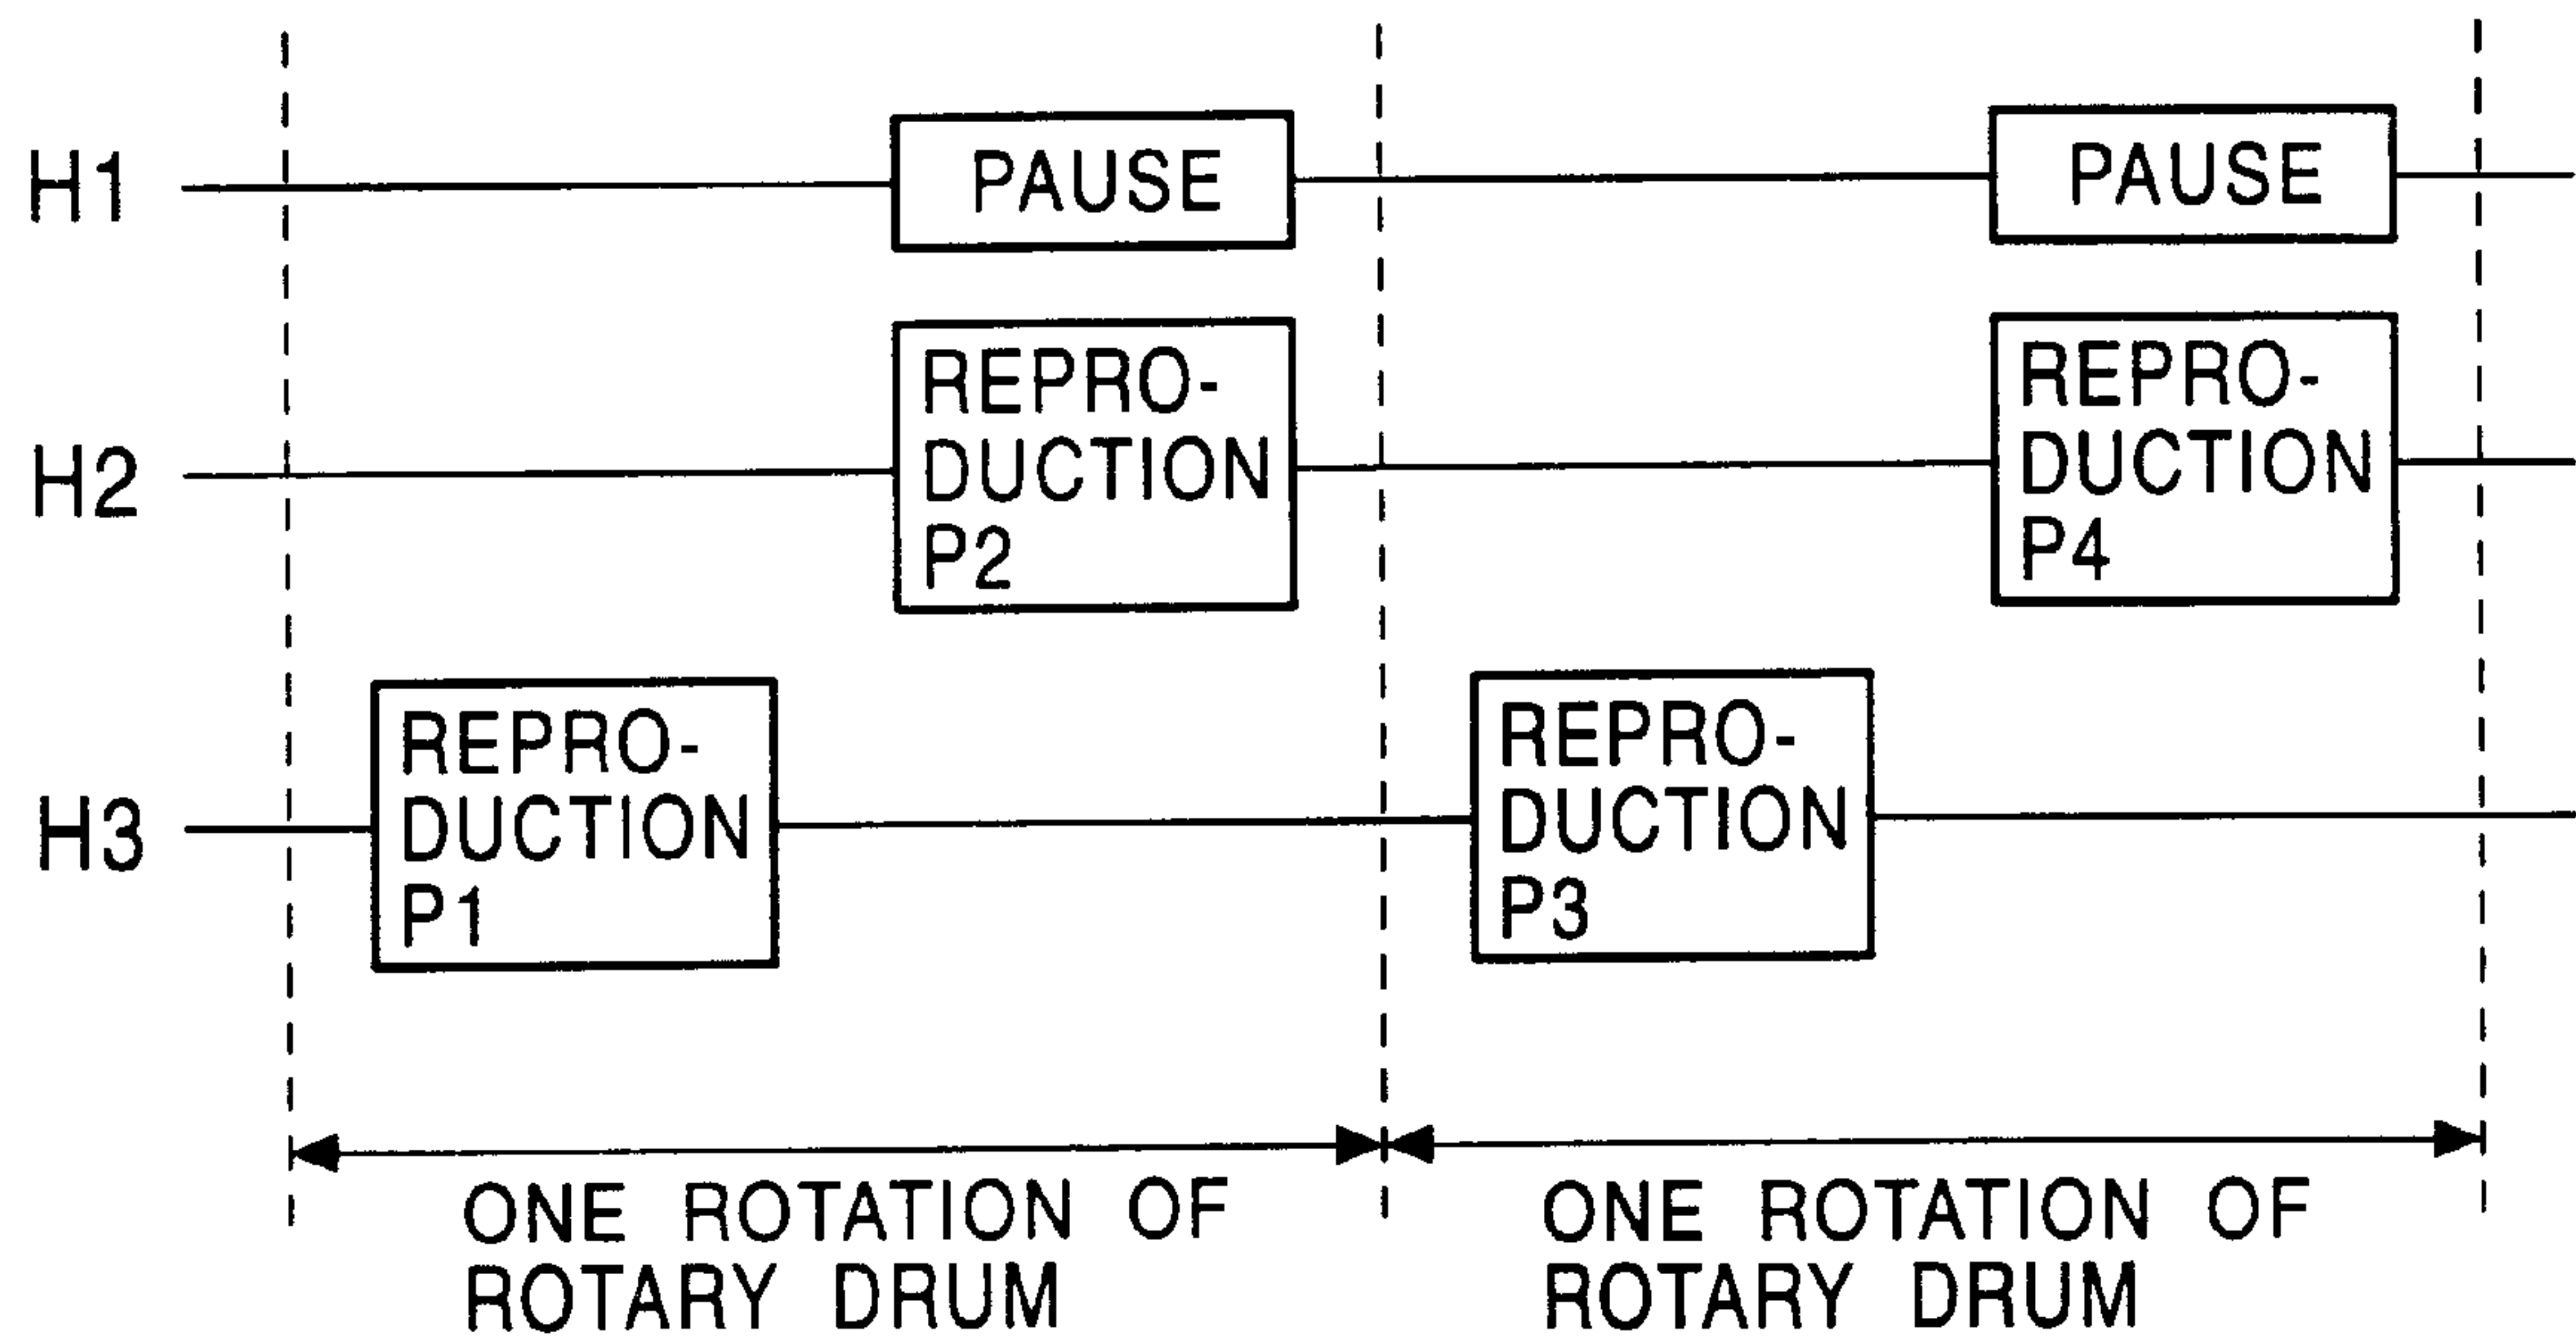 H1
PAUSE
PAUSE
H2
REPRO-
DUCTION
P2
REPRO-
DUCTION
P4
H3
REPRO-
DUCTION
P1
REPRO-
DUCTION
P3
ONE ROTATION OF
ROTARY DRUM
ONE ROTATION OF
ROTARY DRUM